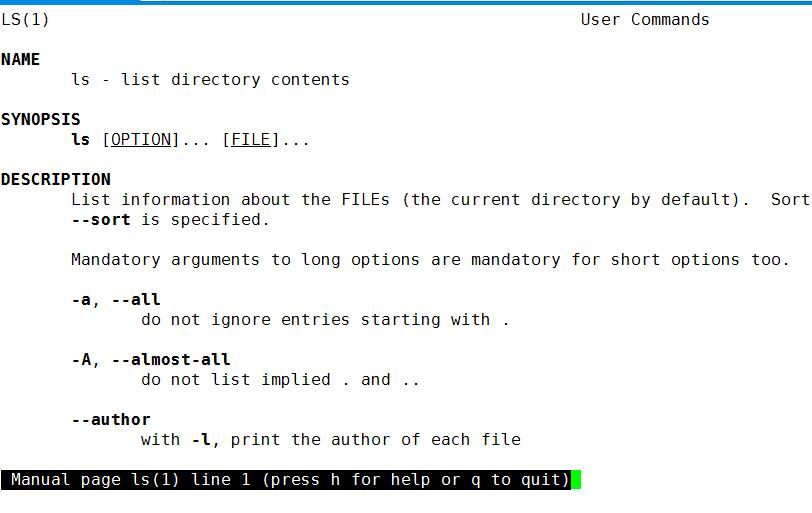 LS(1) User Commands
NAME
ls - list directory contents
SYNOPSIS
ls [OPTION]... [FILE]...
DESCRIPTION
List information about the FILEs (the current directory by default). Sort
--sort is specified.
Mandatory arguments to long options are mandatory for short options too.
-a, --all
do not ignore entries starting with .
-A, --almost-all
do not list implied . and ..
--author
with -l, print the author of each file
Manual page ls(1) line 1 (press h for help or q to quit)